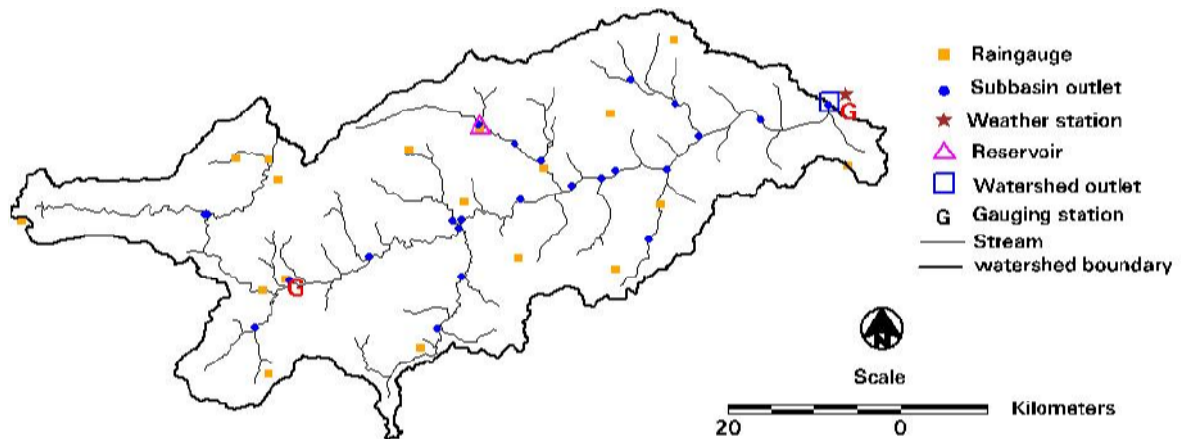 Raingauge
Subbasin outlet
Weather station
Reservoir
Watershed outlet
G Gauging station
Stream
watershed boundary
G
G
N
Scale
Kilometers
20 0